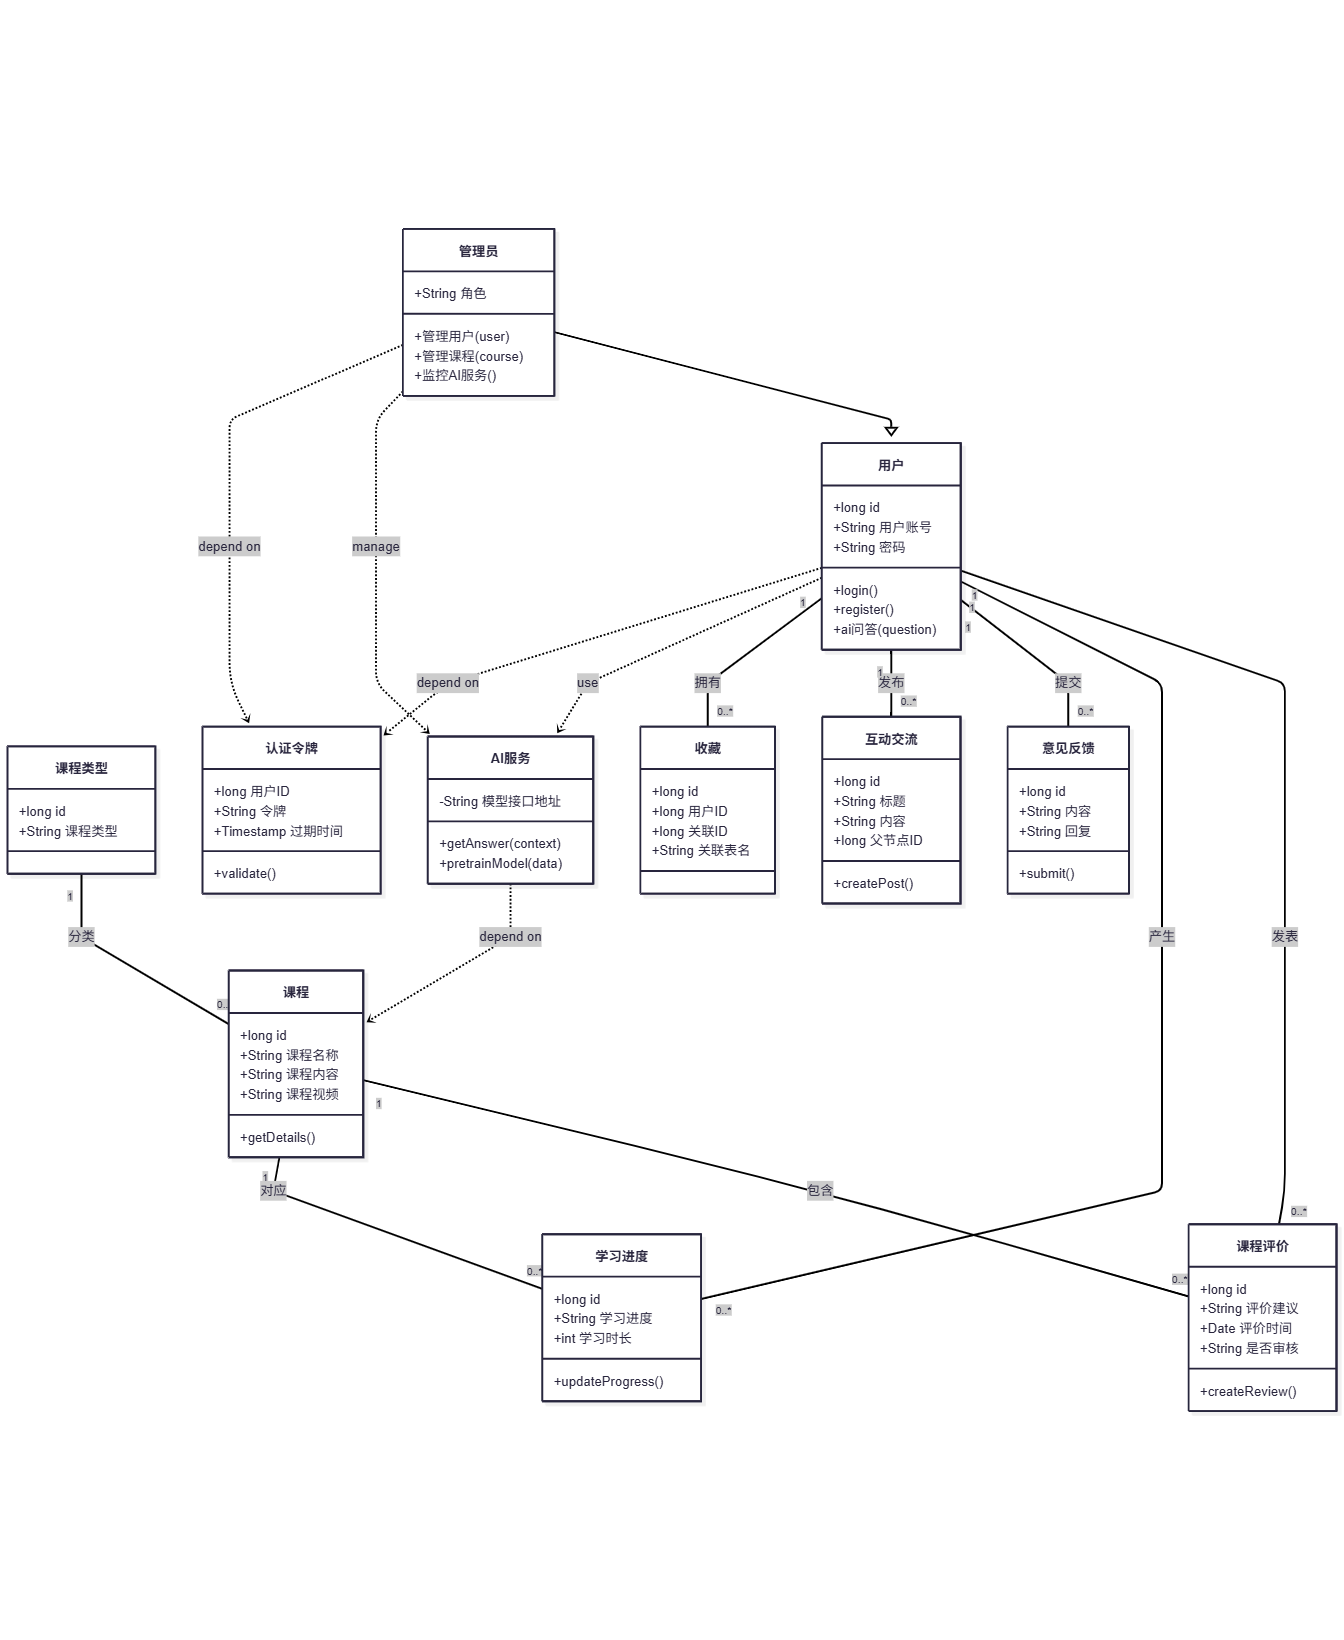 管理员
+String 角色
+管理用户(user)
+管理课程(course)
+监控AI服务()
用户
+long id
+String 用户账号
+String 密码
+login()
+register()
+ai问答(question)
depend on
manage
1
1
1
1
1
depend on
use
拥有
发布
提交
0..*
0..*
0..*
课程类型
+long id
+String 课程类型
认证令牌
+long 用户ID
+String 令牌
+Timestamp 过期时间
+validate()
AI服务
-String 模型接口地址
+getAnswer(context)
+pretrainModel(data)
收藏
+long id
+long 用户ID
+long 关联ID
+String 关联表名
互动交流
+long id
+String 标题
+String 内容
+long 父节点ID
+createPost()
意见反馈
+long id
+String 内容
+String 回复
+submit()
1
分类
depend on
产生
发表
0..
课程
+long id
+String 课程名称
+String 课程内容
+String 课程视频
+getDetails()
1
1
对应
包含
0..*
0..*
0..*
0..*
学习进度
+long id
+String 学习进度
+int 学习时长
+updateProgress()
课程评价
+long id
+String 评价建议
+Date 评价时间
+String 是否审核
+createReview()